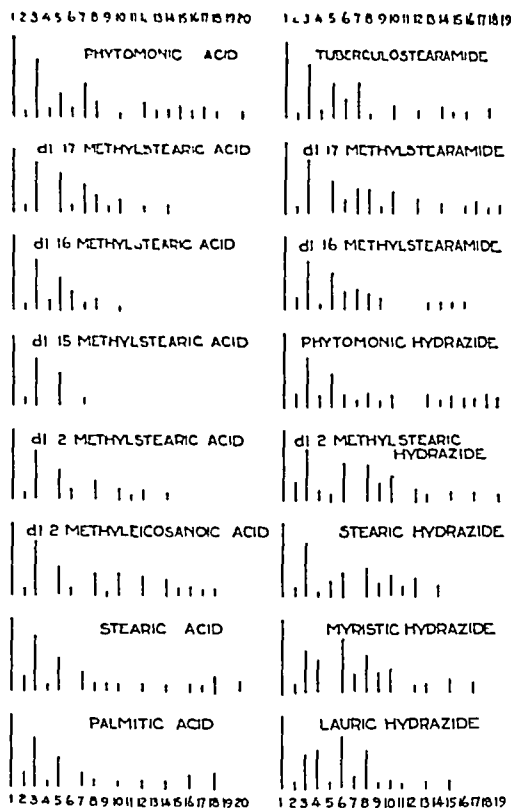 1 2 3 4 5 6 7 8 9 10 11 12 13 14 15 16 17 18 19 20
PHYTOMONIC ACID
dl 17 METHYLSTEARIC ACID
dl 16 METHYLSTEARIC ACID
dl 15 METHYLSTEARIC ACID
dl 2 METHYLSTEARIC ACID
dl 2 METHYLEICOSANOIC ACID
STEARIC ACID
PALMITIC ACID
1 2 3 4 5 6 7 8 9 10 11 12 13 14 15 16 17 18 19 20
1 2 3 4 5 6 7 8 9 10 11 12 13 14 15 16 17 18 19
TUBERCULOSTEARAMIDE
dl 17 METHYLSTEARAMIDE
dl 16 METHYLSTEARAMIDE
PHYTOMONIC HYDRAZIDE
dl 2 METHYLSTEARIC
HYDRAZIDE
STEARIC HYDRAZIDE
MYRISTIC HYDRAZIDE
LAURIC HYDRAZIDE
1 2 3 4 5 6 7 8 9 10 11 12 13 14 15 16 17 18 19